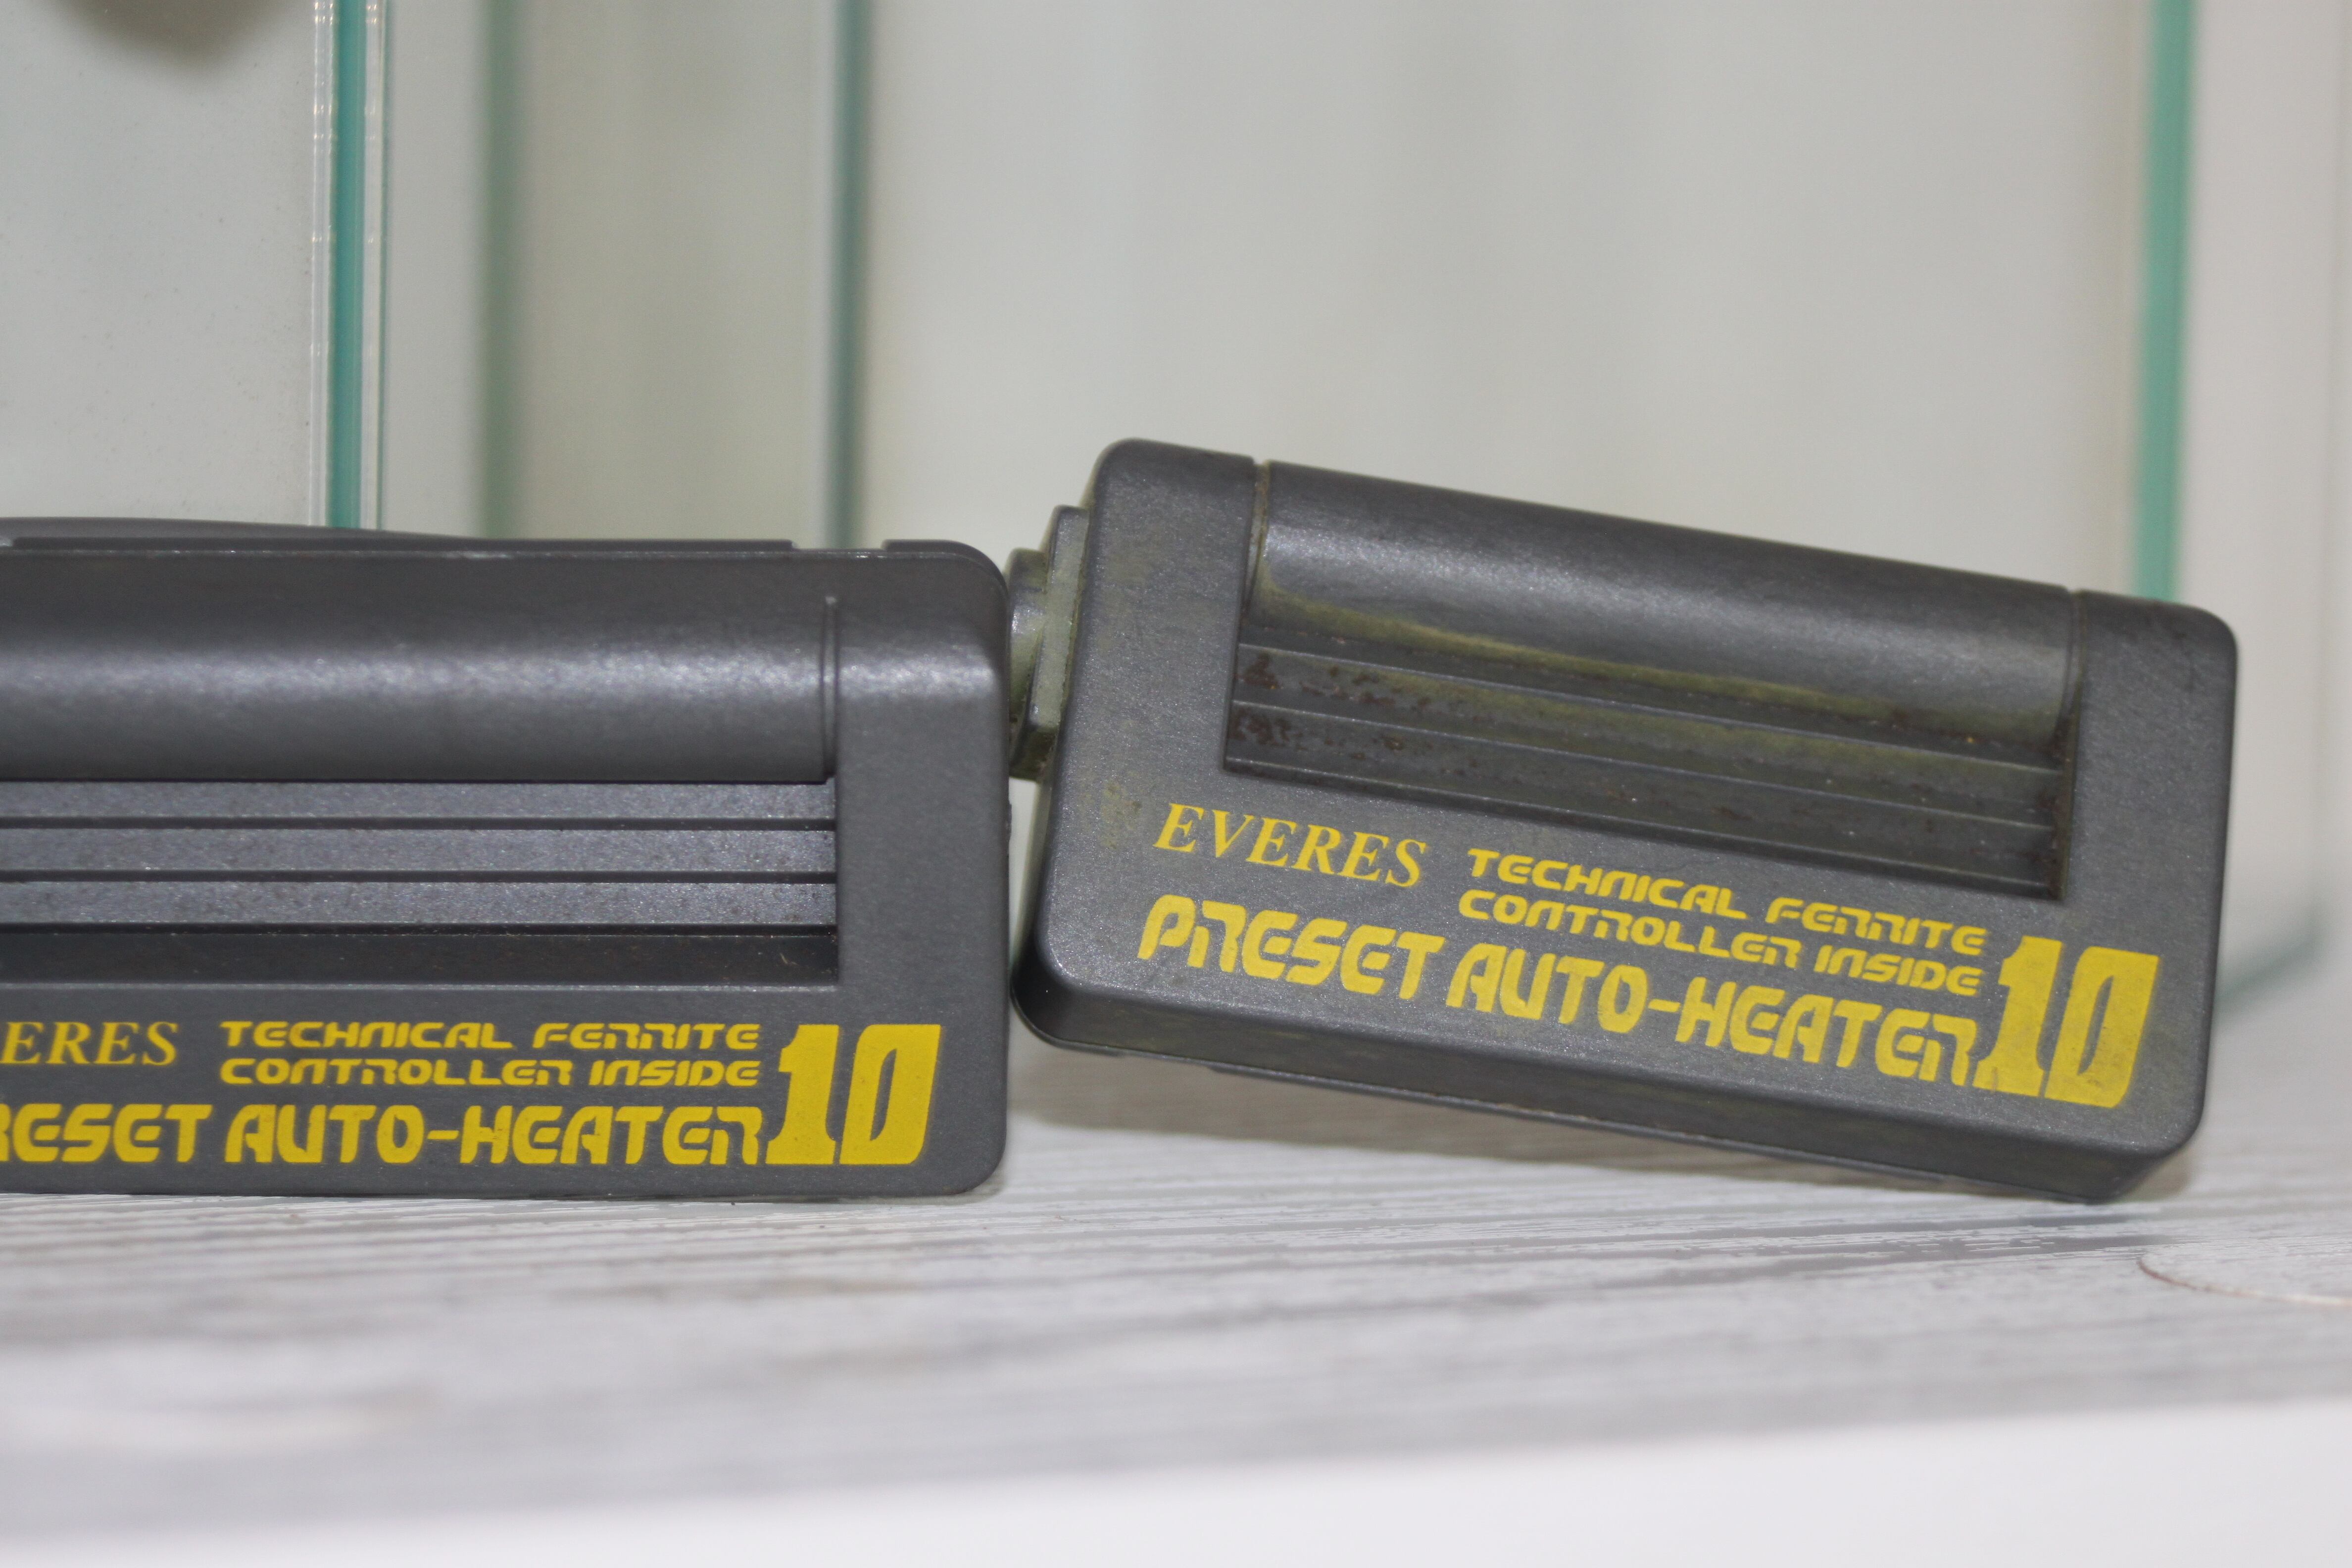 ERES TECHNICAL FERRITE
CONTROLLER INSIDE
RESET AUTO-HEATER 10
EVERES TECHNICAL FERRITE
CONTROLLER INSIDE
PRESET AUTO-HEATER 10